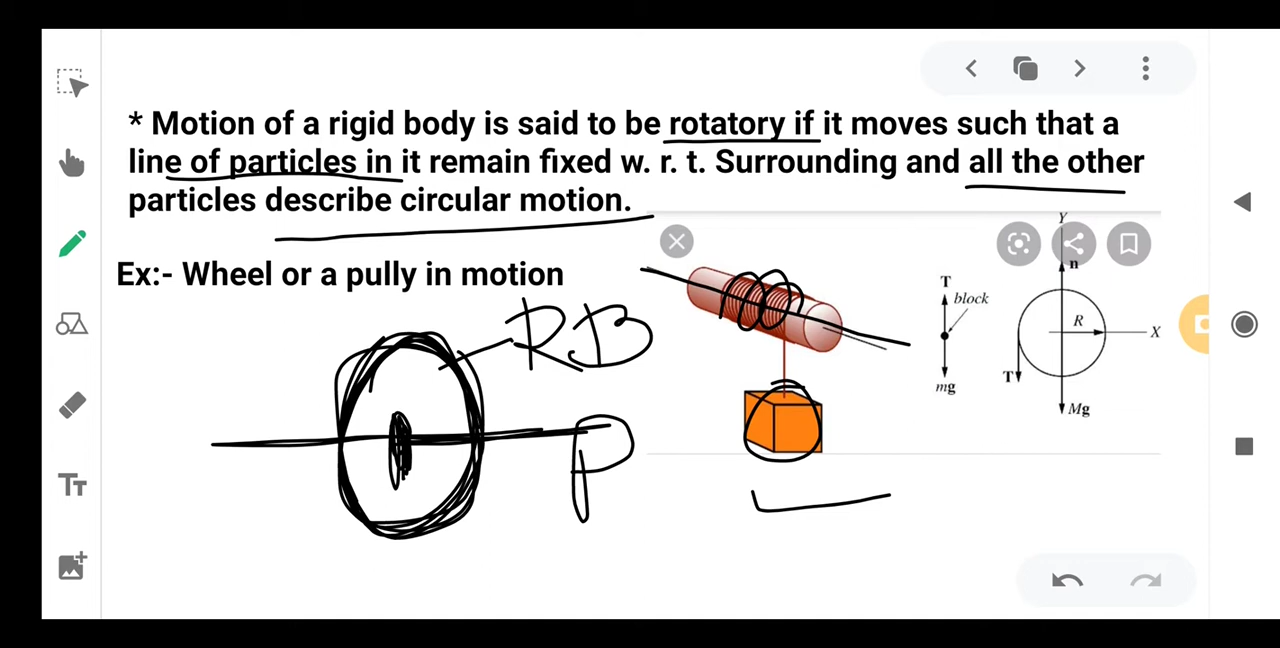 * Motion of a rigid body is said to be rotatory if it moves such that a
line of particles in it remain fixed w. r. t. Surrounding and all the other
particles describe circular motion.
Ex:- Wheel or a pully in motion
RB
P
T
block
mg
Y
n
R
X
T
Mg
TT